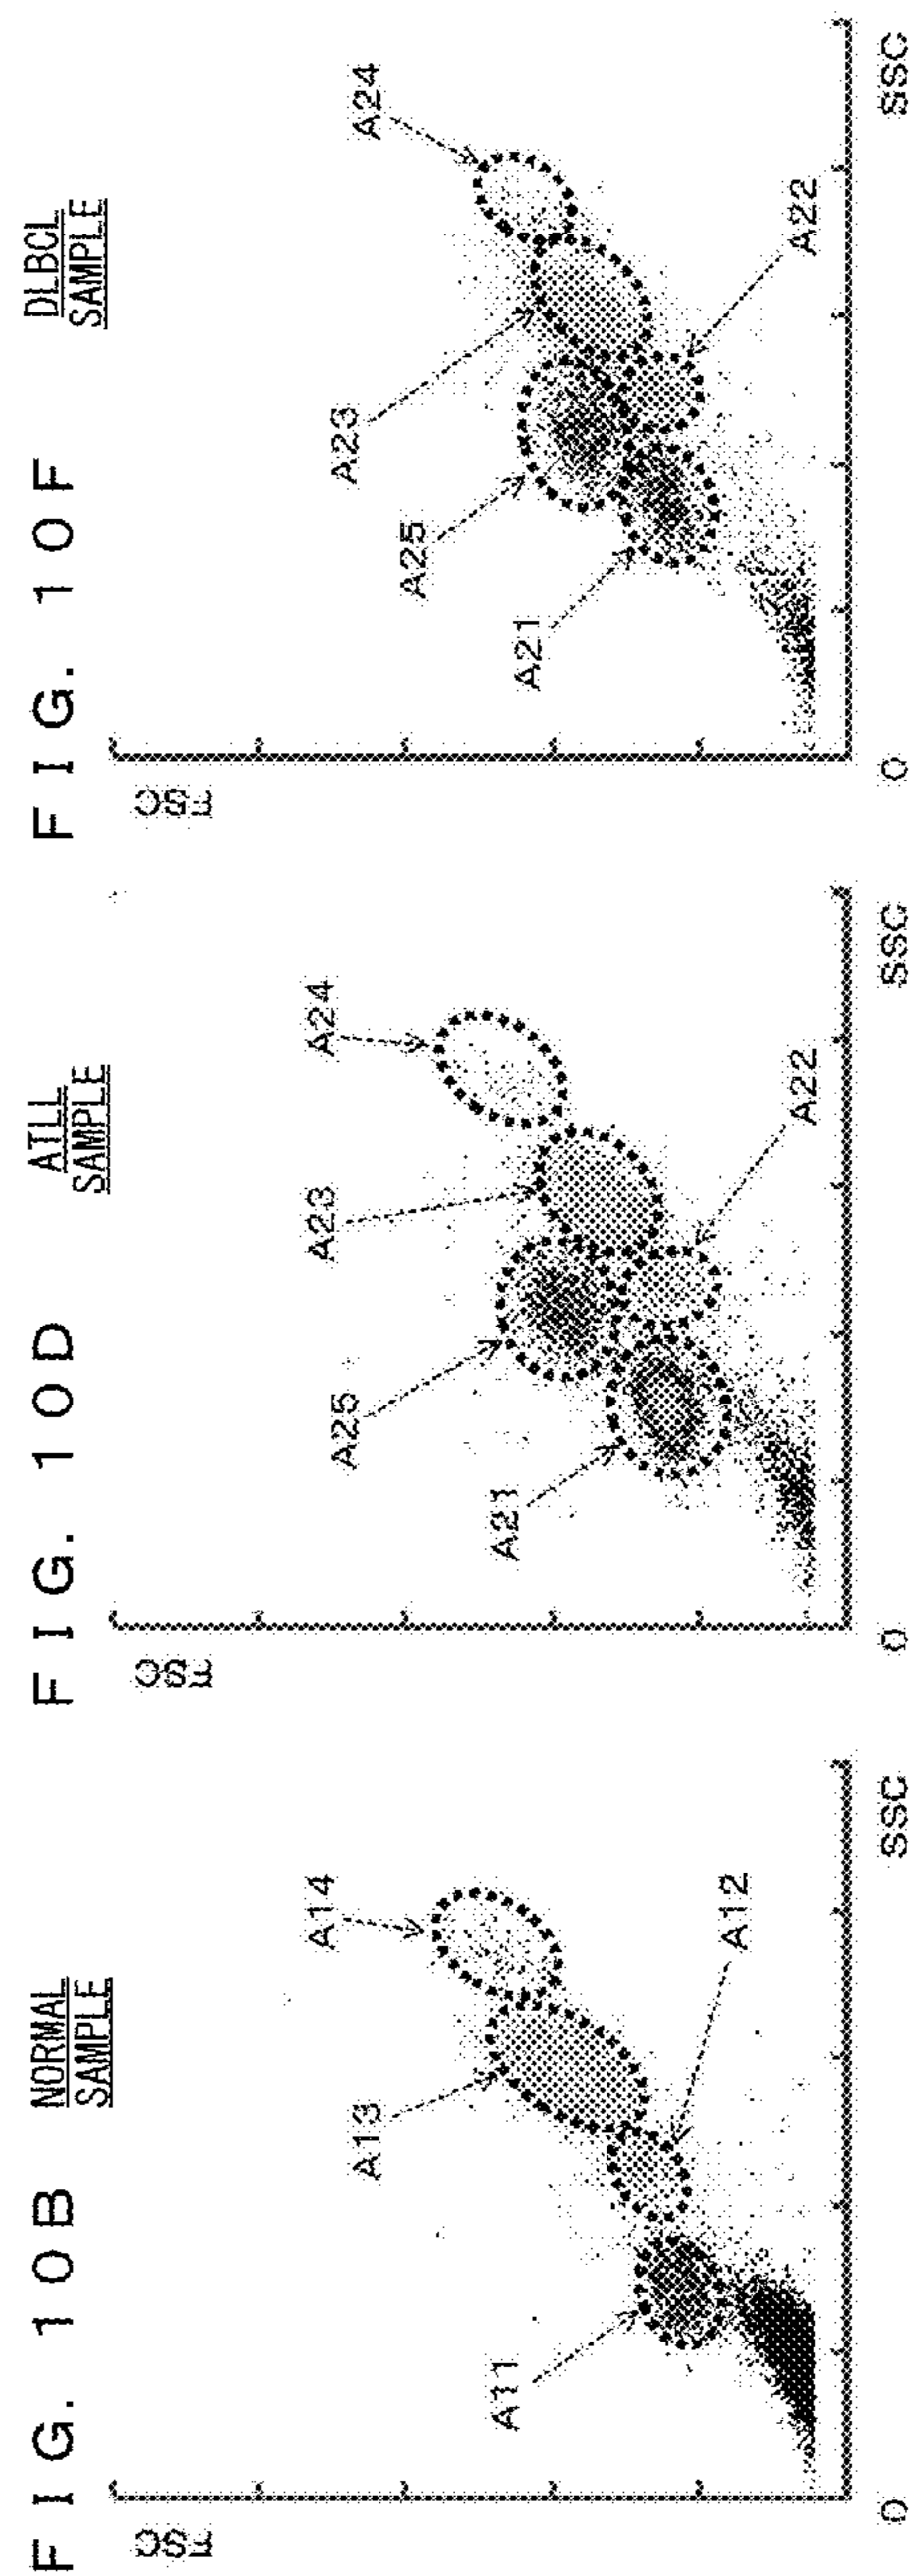 FIG. 10B
NORMAL
SAMPLE
FSC
A14
A13
A12
A11
0
SSC
FIG. 10D
ATLL
SAMPLE
FSC
A24
A23
A25
A22
A21
0
SSC
FIG. 10F
DLBCL
SAMPLE
FSC
A24
A23
A25
A22
A21
0
SSC